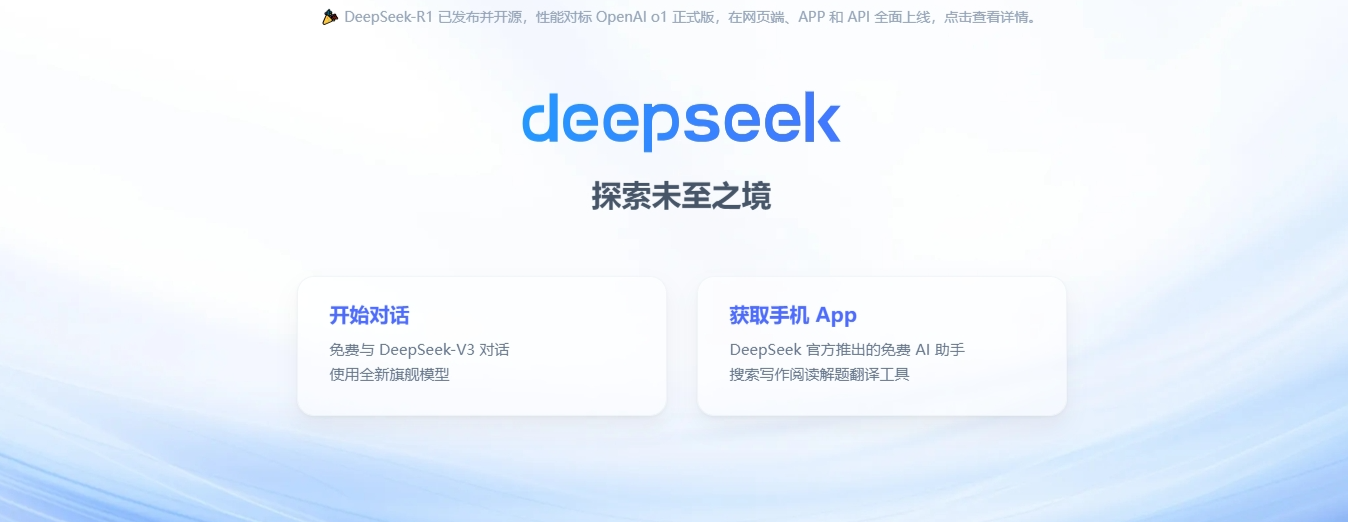 DeepSeek-R1 已发布并开源，性能对标 OpenAI o1 正式版，在网页端、APP 和 API 全面上线，点击查看详情。
deepseek
探索未至之境
开始对话
免费与 DeepSeek-V3 对话
使用全新旗舰模型
获取手机 App
DeepSeek 官方推出的免费 AI 助手
搜索写作阅读解题翻译工具